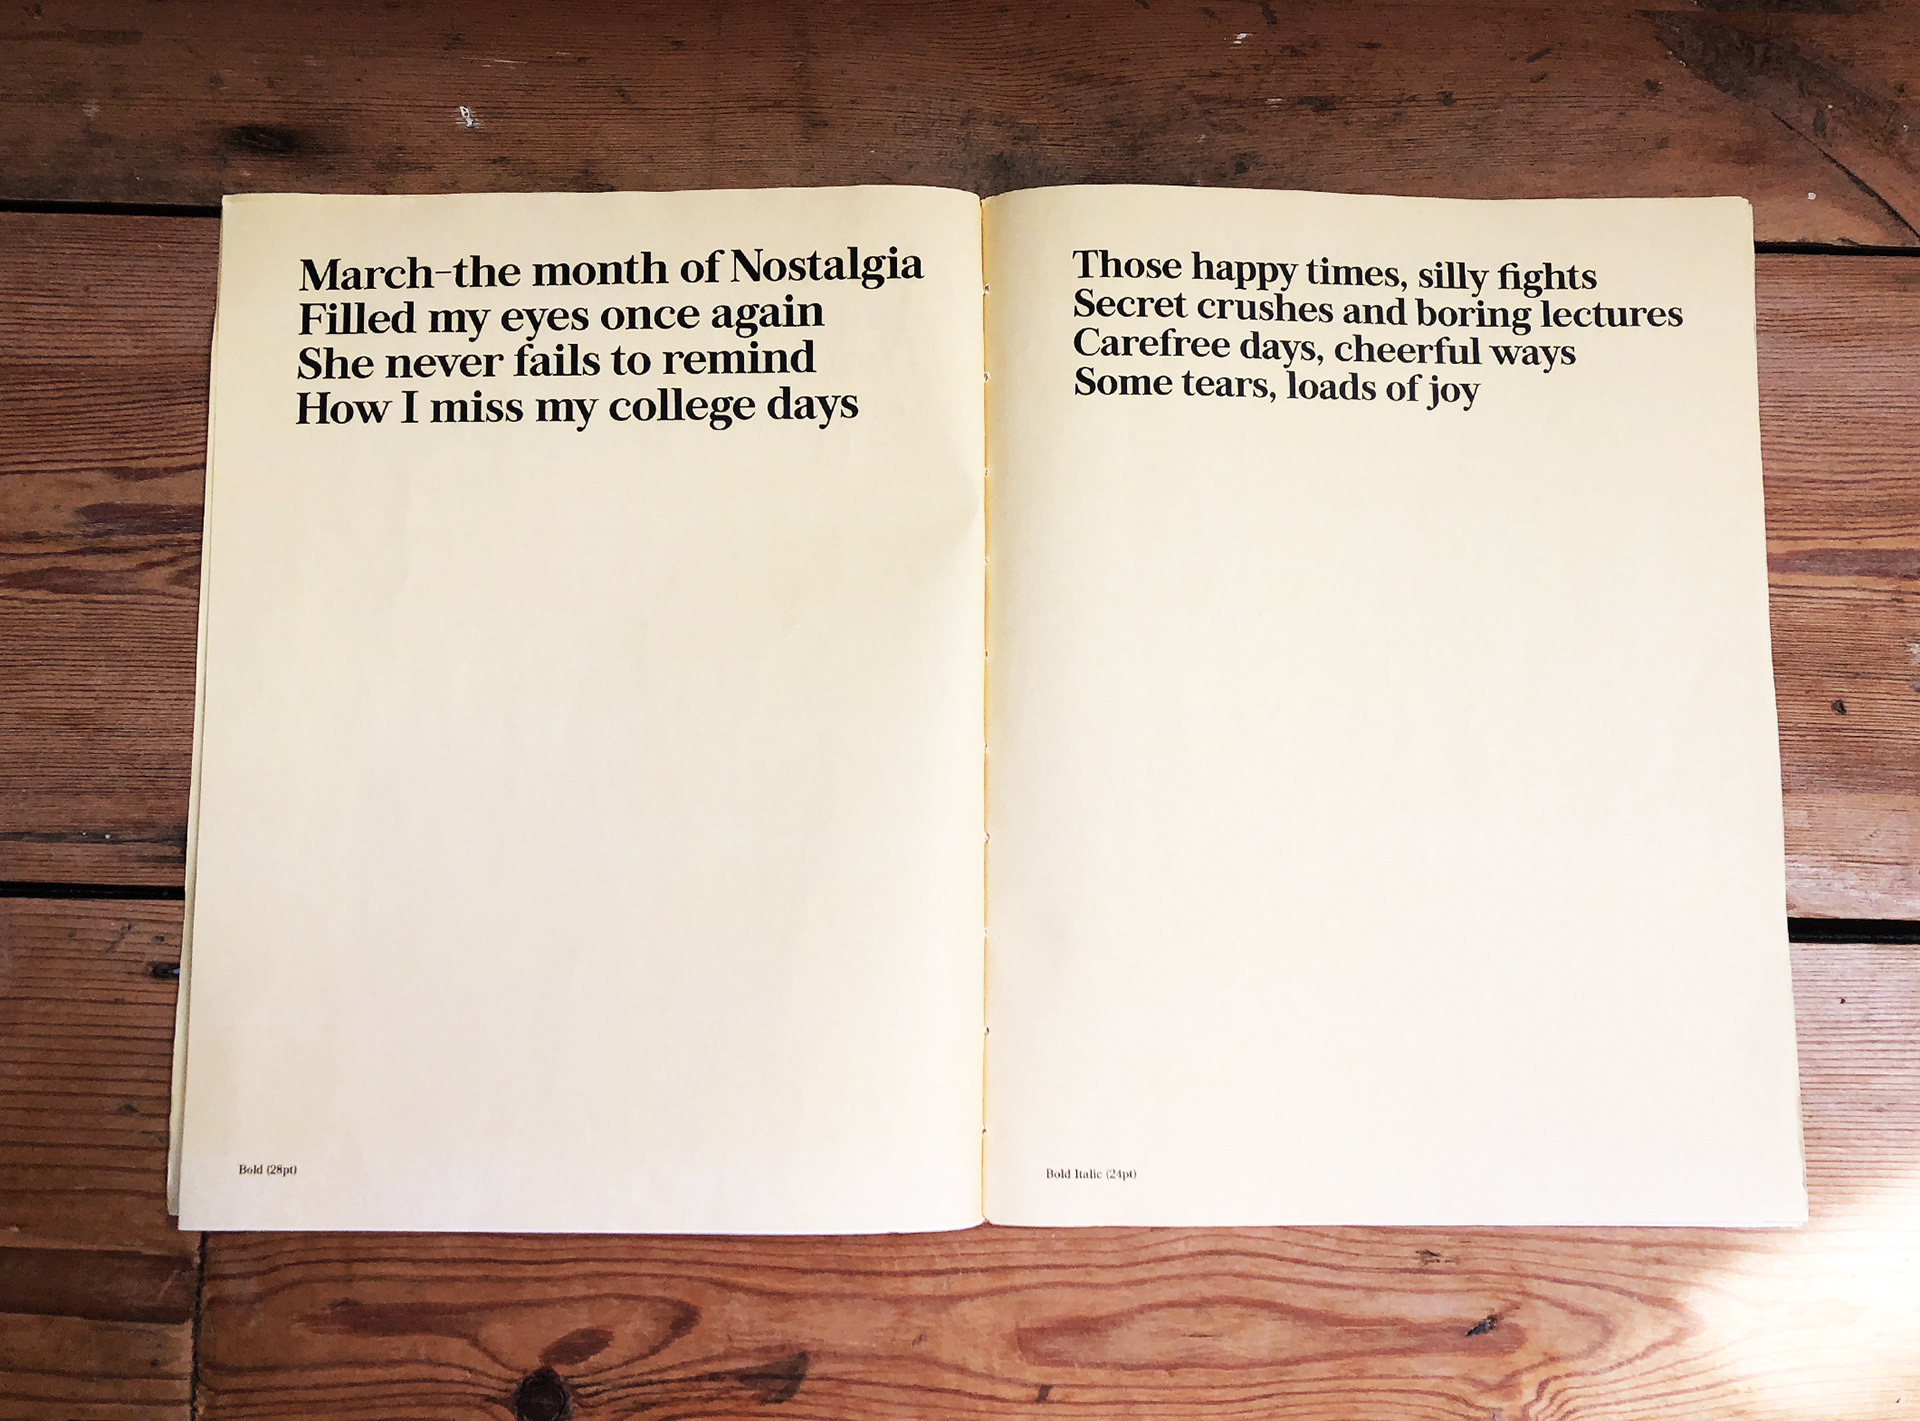 March–the month of Nostalgia
Filled my eyes once again
She never fails to remind
How I miss my college days
Bold (28pt)
Those happy times, silly fights
Secret crushes and boring lectures
Carefree days, cheerful ways
Some tears, loads of joy
Bold Italic (24pt)